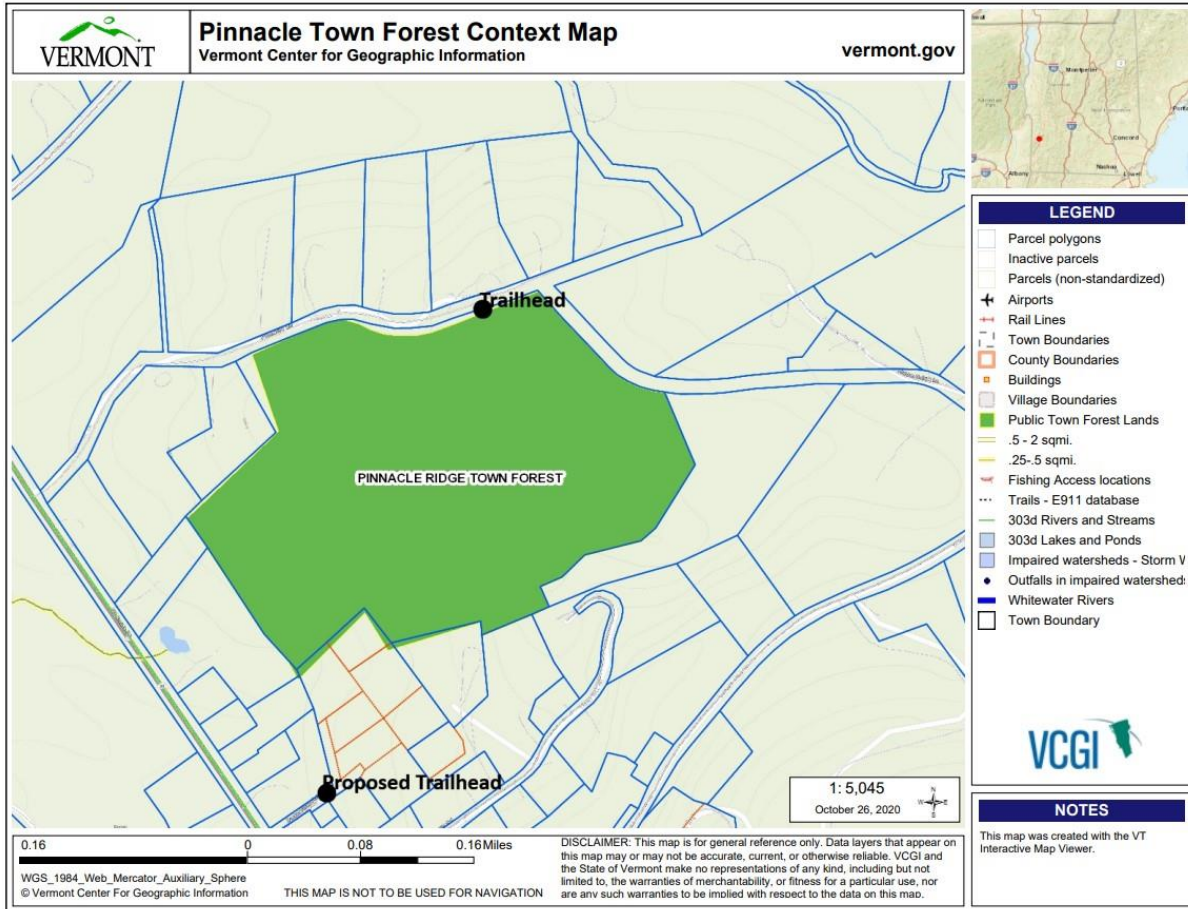 VERMONT
Pinnacle Town Forest Context Map
Vermont Center for Geographic Information
vermont.gov
Montpelier
Concord
Nashua
Lowell
Albany
Trailhead
PINNACLE RIDGE TOWN FOREST
Proposed Trailhead
1: 5,045
October 26, 2020
N
W
E
S
LEGEND
Parcel polygons
Inactive parcels
Parcels (non-standardized)
Airports
Rail Lines
Town Boundaries
County Boundaries
Buildings
Village Boundaries
Public Town Forest Lands
.5 - 2 sqmi.
.25-.5 sqmi.
Fishing Access locations
Trails - E911 database
303d Rivers and Streams
303d Lakes and Ponds
Impaired watersheds - Storm V
Outfalls in impaired watersheds
Whitewater Rivers
Town Boundary
VCGI
NOTES
This map was created with the VT
Interactive Map Viewer.
0.16
0
0.08
0.16 Miles
WGS_1984_Web_Mercator_Auxiliary_Sphere
© Vermont Center For Geographic Information
THIS MAP IS NOT TO BE USED FOR NAVIGATION
DISCLAIMER: This map is for general reference only. Data layers that appear on
this map may or may not be accurate, current, or otherwise reliable. VCGI and
the State of Vermont make no representations of any kind, including but not
limited to, the warranties of merchantability, or fitness for a particular use, nor
are any such warranties to be implied with respect to the data on this map.